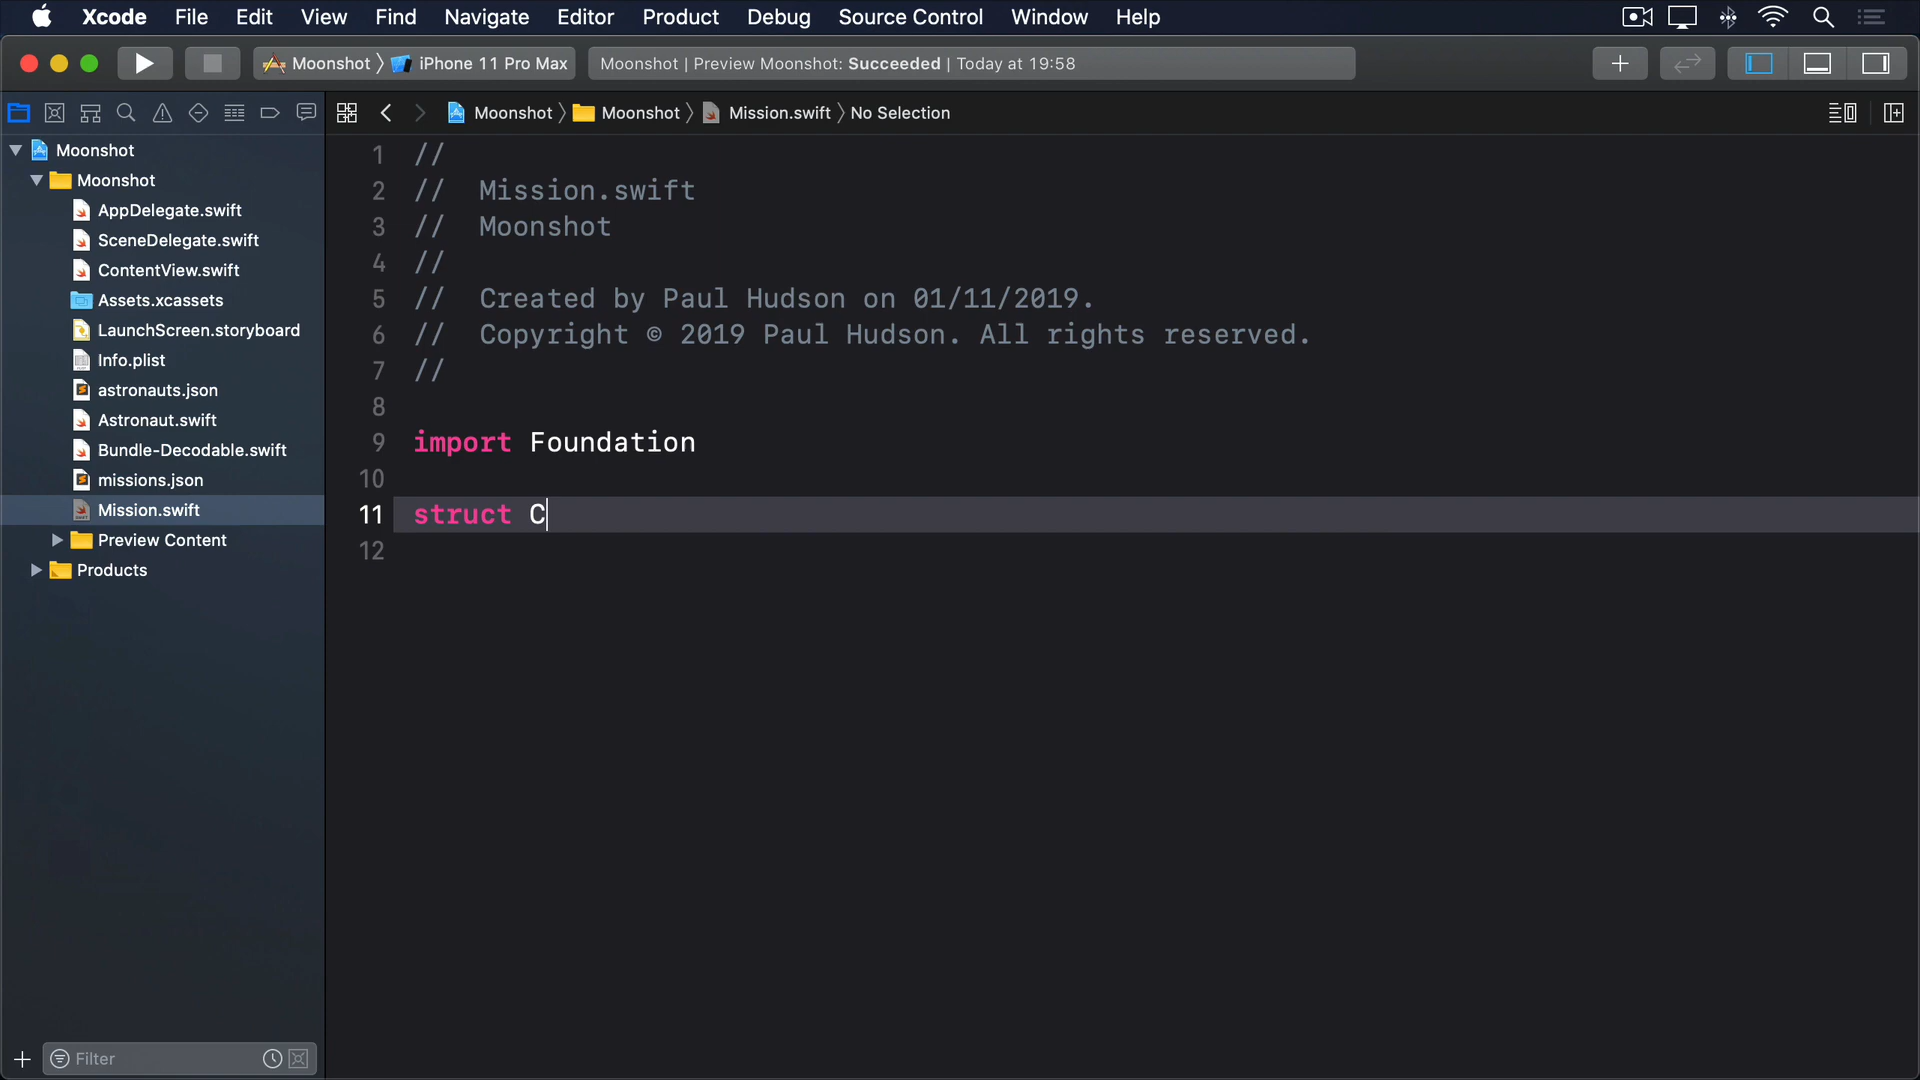 Xcode File Edit View Find Navigate Editor Product Debug Source Control Window Help
Moonshot iPhone 11 Pro Max
Moonshot | Preview Moonshot: Succeeded | Today at 19:58
Moonshot Moonshot Mission.swift No Selection
Moonshot
Moonshot
AppDelegate.swift
SceneDelegate.swift
ContentView.swift
Assets.xcassets
LaunchScreen.storyboard
Info.plist
astronauts.json
Astronaut.swift
Bundle-Decodable.swift
missions.json
Mission.swift
Preview Content
Products
Filter
1 //
2 // Mission.swift
3 // Moonshot
4 //
5 // Created by Paul Hudson on 01/11/2019.
6 // Copyright © 2019 Paul Hudson. All rights reserved.
7 //
8
9 import Foundation
10
11 struct C
12